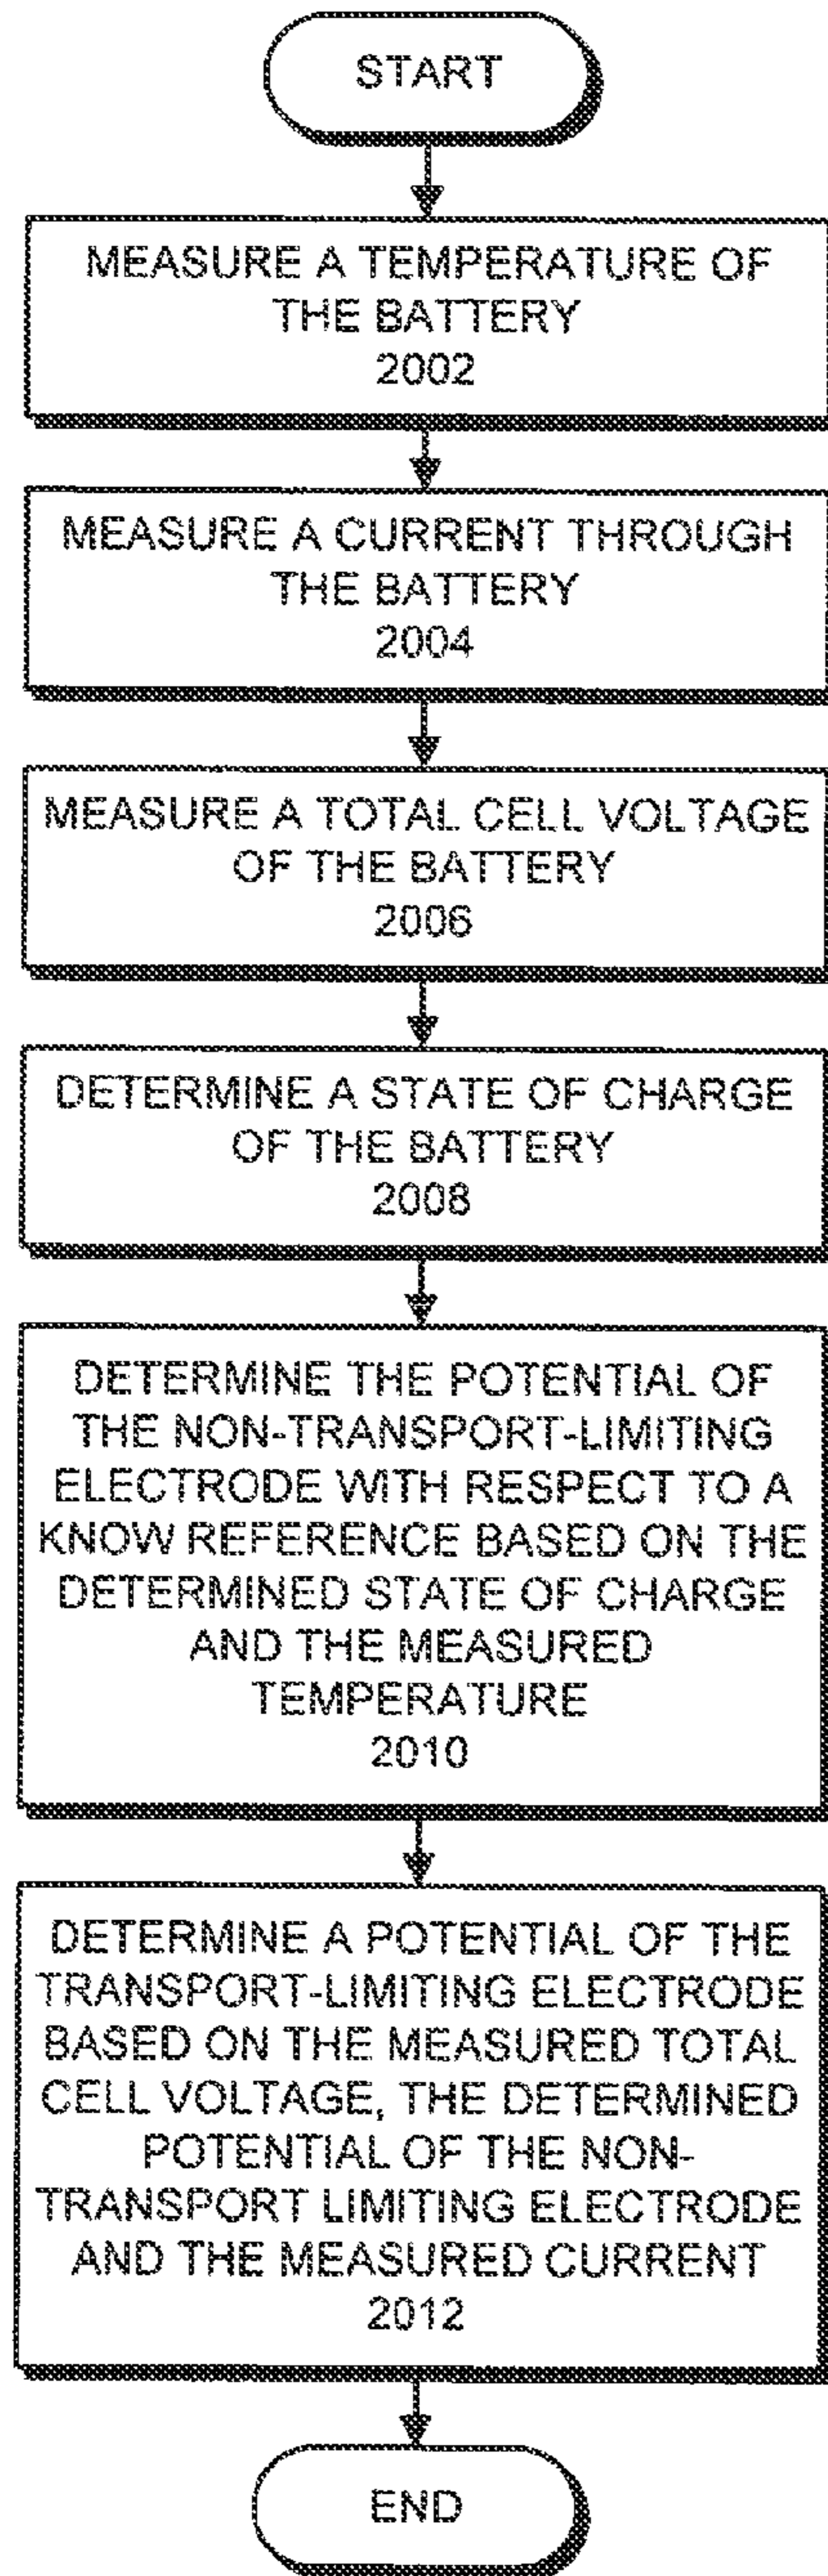 START
MEASURE A TEMPERATURE OF
THE BATTERY
2002
MEASURE A CURRENT THROUGH
THE BATTERY
2004
MEASURE A TOTAL CELL VOLTAGE
OF THE BATTERY
2006
DETERMINE A STATE OF CHARGE
OF THE BATTERY
2008
DETERMINE THE POTENTIAL OF
THE NON-TRANSPORT-LIMITING
ELECTRODE WITH RESPECT TO A
KNOW REFERENCE BASED ON THE
DETERMINED STATE OF CHARGE
AND THE MEASURED
TEMPERATURE
2010
DETERMINE A POTENTIAL OF THE
TRANSPORT-LIMITING ELECTRODE
BASED ON THE MEASURED TOTAL
CELL VOLTAGE, THE DETERMINED
POTENTIAL OF THE NON-
TRANSPORT LIMITING ELECTRODE
AND THE MEASURED CURRENT
2012
END